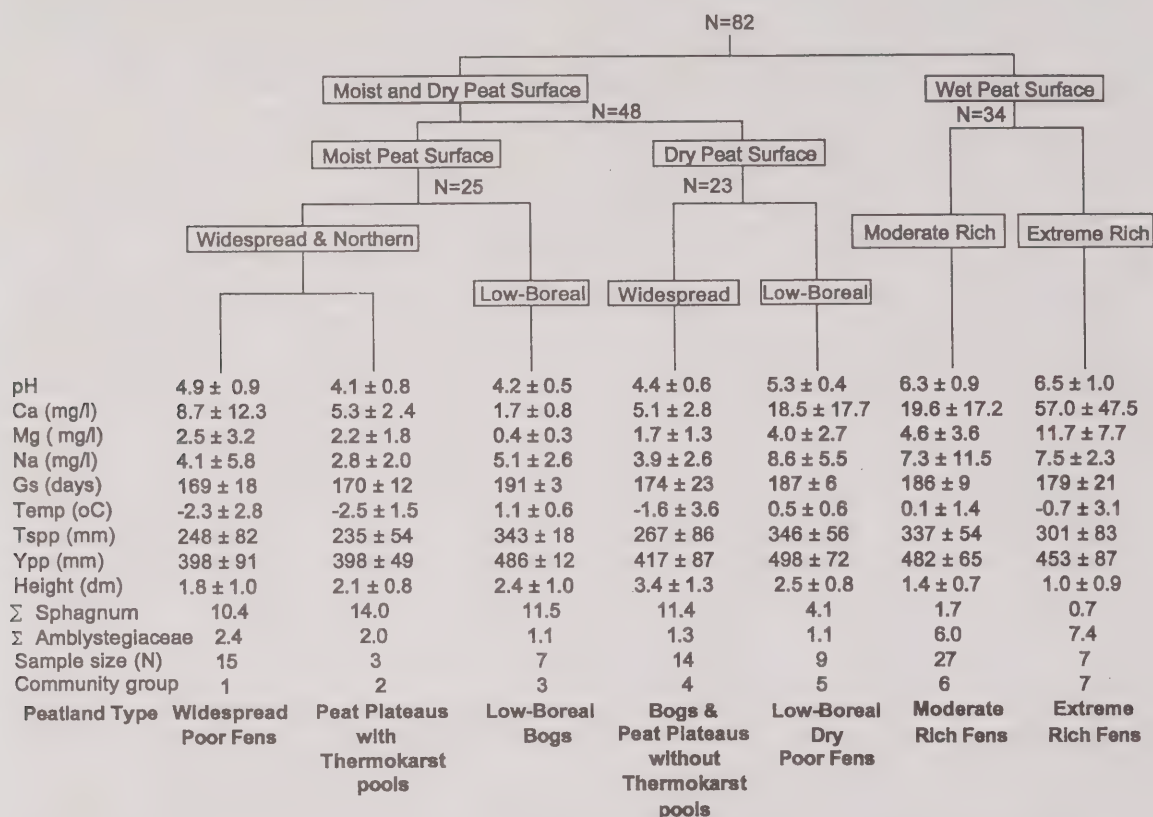 N=82
Moist and Dry Peat Surface Wet Peat Surface
N=48 N=34
Moist Peat Surface Dry Peat Surface
N=25 N=23
Widespread & Northern Moderate Rich Extreme Rich
Low-Boreal Widespread Low-Boreal
pH 4.9 ± 0.9 4.1 ± 0.8 4.2 ± 0.5 4.4 ± 0.6 5.3 ± 0.4 6.3 ± 0.9 6.5 ± 1.0
Ca (mg/l) 8.7 ± 12.3 5.3 ± 2 .4 1.7 ± 0.8 5.1 ± 2.8 18.5 ± 17.7 19.6 ± 17.2 57.0 ± 47.5
Mg ( mg/l) 2.5 ± 3.2 2.2 ± 1.8 0.4 ± 0.3 1.7 ± 1.3 4.0 ± 2.7 4.6 ± 3.6 11.7 ± 7.7
Na (mg/l) 4.1 ± 5.8 2.8 ± 2.0 5.1 ± 2.6 3.9 ± 2.6 8.6 ± 5.5 7.3 ± 11.5 7.5 ± 2.3
Gs (days) 169 ± 18 170 ± 12 191 ± 3 174 ± 23 187 ± 6 186 ± 9 179 ± 21
Temp (oC) -2.3 ± 2.8 -2.5 ± 1.5 1.1 ± 0.6 -1.6 ± 3.6 0.5 ± 0.6 0.1 ± 1.4 -0.7 ± 3.1
Tspp (mm) 248 ± 82 235 ± 54 343 ± 18 267 ± 86 346 ± 56 337 ± 54 301 ± 83
Ypp (mm) 398 ± 91 398 ± 49 486 ± 12 417 ± 87 498 ± 72 482 ± 65 453 ± 87
Height (dm) 1.8 ± 1.0 2.1 ± 0.8 2.4 ± 1.0 3.4 ± 1.3 2.5 ± 0.8 1.4 ± 0.7 1.0 ± 0.9
Σ Sphagnum 10.4 14.0 11.5 11.4 4.1 1.7 0.7
Σ Amblystegiaceae 2.4 2.0 1.1 1.3 1.1 6.0 7.4
Sample size (N) 15 3 7 14 9 27 7
Community group 1 2 3 4 5 6 7
Peatland Type Widespread Peat Plateaus Low-Boreal Bogs & Low-Boreal Moderate Extreme
Poor Fens with Bogs Peat Plateaus Dry Rich Fens Rich Fens
Thermokarst without Poor Fens
pools Thermokarst
pools